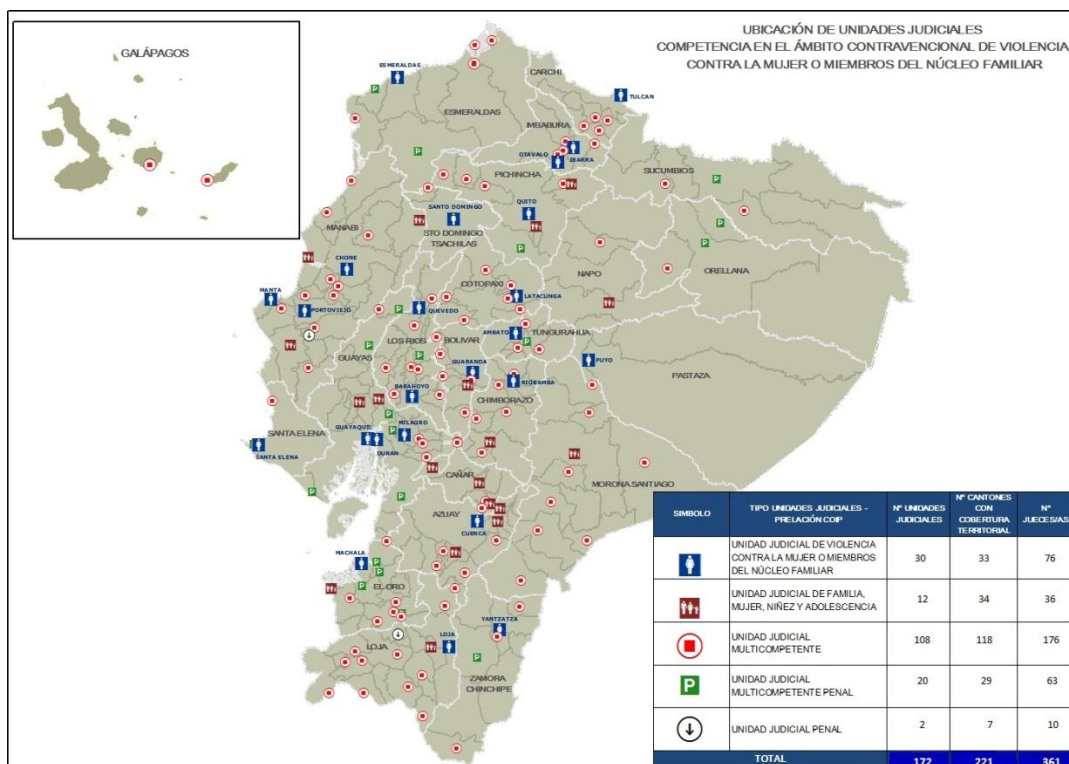 UBICACIÓN DE UNIDADES JUDICIALES
COMPETENCIA EN EL ÁMBITO CONTRAVENCIONAL DE VIOLENCIA
CONTRA LA MUJER O MIEMBROS DEL NÚCLEO FAMILIAR
GALÁPAGOS
ESMERALDAS
CARCHI
TULCAN
ESMERALDAS
IMBABURA
OTAVALO
IBARRA
PICHINCHA
SUCUMBIOS
SANTO DOMINGO
QUITO
MANABI
STO DOMINGO
TSACHILAS
CHONE
NAPO
ORELLANA
COTOPAXI
MANTA
LATACUNGA
PORTOVIEJO
QUEVEDO
AMBATO
TUNGURAHUA
LOS RIOS
BOLIVAR
GUAYAS
GUARANDA
PUYO
PASTAZA
RIOBAMBA
BABAHOYO
CHIMBORAZO
MILAGRO
SANTA ELENA
GUAYAQUIL
DURAN
SANTA ELENA
CAÑAR
MORONA SANTIAGO
AZUAY
CUENCA
MACHALA
EL ORO
YANTZATZA
LOJA
LOJA
ZAMORA
CHINCHIPE
SIMBOLO
TIPO UNIDADES JUDICIALES – PRELACIÓN COIP
N° UNIDADES JUDICIALES
N° CANTONES CON COBERTURA TERRITORIAL
N° JUECES/AS
UNIDAD JUDICIAL DE VIOLENCIA CONTRA LA MUJER O MIEMBROS DEL NÚCLEO FAMILIAR
30
33
76
UNIDAD JUDICIAL DE FAMILIA, MUJER, NIÑEZ Y ADOLESCENCIA
12
34
36
UNIDAD JUDICIAL MULTICOMPETENTE
108
118
176
P
UNIDAD JUDICIAL MULTICOMPETENTE PENAL
20
29
63
UNIDAD JUDICIAL PENAL
2
7
10
TOTAL
172
221
361